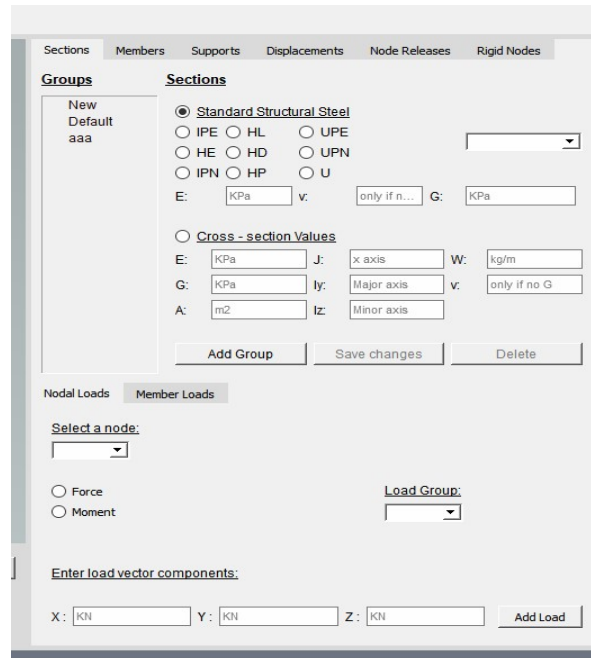 Sections Members Supports Displacements Node Releases Rigid Nodes
Groups Sections
New
Default
aaa
Standard Structural Steel
IPE HL UPE
HE HD UPN
IPN HP U
E: KPa v: only if n... G: KPa
Cross - section Values
E: KPa J: x axis W: kg/m
G: KPa Iy: Major axis v: only if no G
A: m2 Iz: Minor axis
Add Group Save changes Delete
Nodal Loads Member Loads
Select a node:
Force
Moment
Load Group:
Enter load vector components:
X : KN Y : KN Z : KN Add Load